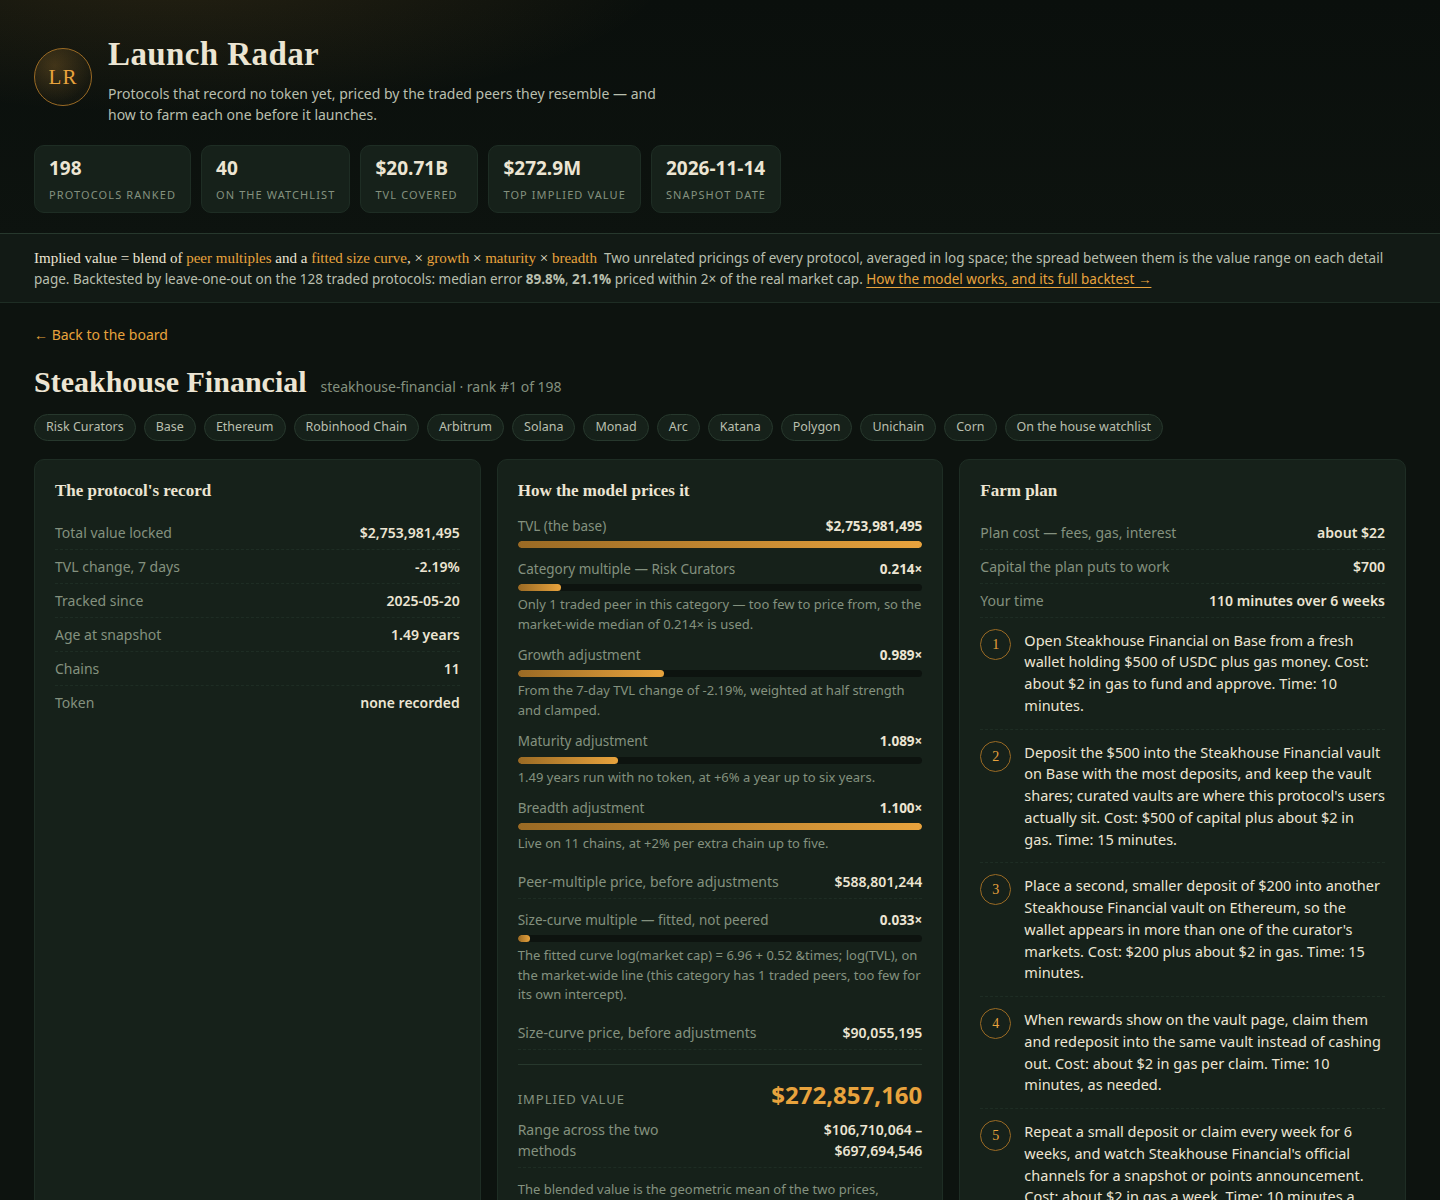 LR
Launch Radar
Protocols that record no token yet, priced by the traded peers they resemble — and
how to farm each one before it launches.
198
PROTOCOLS RANKED
40
ON THE WATCHLIST
$20.71B
TVL COVERED
$272.9M
TOP IMPLIED VALUE
2026-11-14
SNAPSHOT DATE
Implied value = blend of peer multiples and a fitted size curve, × growth × maturity × breadth Two unrelated pricings of every protocol, averaged in log space; the spread between them is the value range on each detail
page. Backtested by leave-one-out on the 128 traded protocols: median error 89.8%, 21.1% priced within 2× of the real market cap. How the model works, and its full backtest →
← Back to the board
Steakhouse Financial steakhouse-financial · rank #1 of 198
Risk Curators Base Ethereum Robinhood Chain Arbitrum Solana Monad Arc Katana Polygon Unichain Corn On the house watchlist
The protocol's record
Total value locked $2,753,981,495
TVL change, 7 days -2.19%
Tracked since 2025-05-20
Age at snapshot 1.49 years
Chains 11
Token none recorded
How the model prices it
TVL (the base) $2,753,981,495
Category multiple — Risk Curators 0.214×
Only 1 traded peer in this category — too few to price from, so the
market-wide median of 0.214× is used.
Growth adjustment 0.989×
From the 7-day TVL change of -2.19%, weighted at half strength
and clamped.
Maturity adjustment 1.089×
1.49 years run with no token, at +6% a year up to six years.
Breadth adjustment 1.100×
Live on 11 chains, at +2% per extra chain up to five.
Peer-multiple price, before adjustments $588,801,244
Size-curve multiple — fitted, not peered 0.033×
The fitted curve log(market cap) = 6.96 + 0.52 &times; log(TVL), on
the market-wide line (this category has 1 traded peers, too few for
its own intercept).
Size-curve price, before adjustments $90,055,195
IMPLIED VALUE $272,857,160
Range across the two methods $106,710,064 –
$697,694,546
The blended value is the geometric mean of the two prices,
Farm plan
Plan cost — fees, gas, interest about $22
Capital the plan puts to work $700
Your time 110 minutes over 6 weeks
1 Open Steakhouse Financial on Base from a fresh
wallet holding $500 of USDC plus gas money. Cost:
about $2 in gas to fund and approve. Time: 10
minutes.
2 Deposit the $500 into the Steakhouse Financial vault
on Base with the most deposits, and keep the vault
shares; curated vaults are where this protocol's users
actually sit. Cost: $500 of capital plus about $2 in
gas. Time: 15 minutes.
3 Place a second, smaller deposit of $200 into another
Steakhouse Financial vault on Ethereum, so the
wallet appears in more than one of the curator's
markets. Cost: $200 plus about $2 in gas. Time: 15
minutes.
4 When rewards show on the vault page, claim them
and redeposit into the same vault instead of cashing
out. Cost: about $2 in gas per claim. Time: 10
minutes, as needed.
5 Repeat a small deposit or claim every week for 6
weeks, and watch Steakhouse Financial's official
channels for a snapshot or points announcement.
Cost: about $2 in gas a week. Time: 10 minutes a